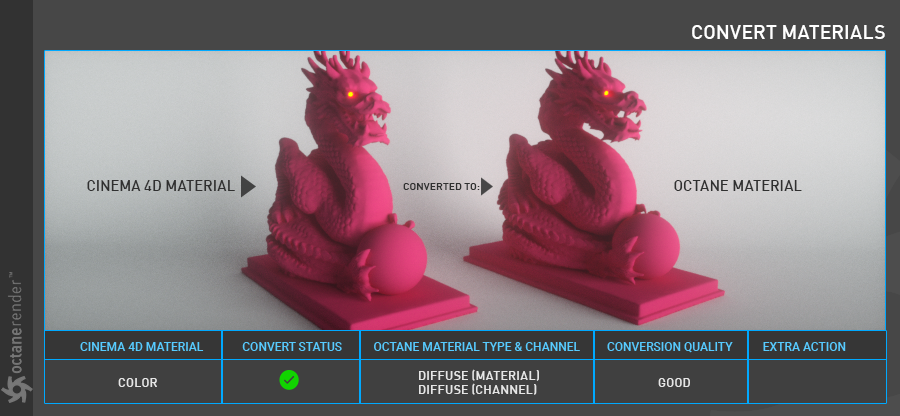 CONVERT MATERIALS
CINEMA 4D MATERIAL
CONVERTED TO:
OCTANE MATERIAL
octanerender™
CINEMA 4D MATERIAL
CONVERT STATUS
OCTANE MATERIAL TYPE & CHANNEL
CONVERSION QUALITY
EXTRA ACTION
COLOR
DIFFUSE (MATERIAL)
DIFFUSE (CHANNEL)
GOOD